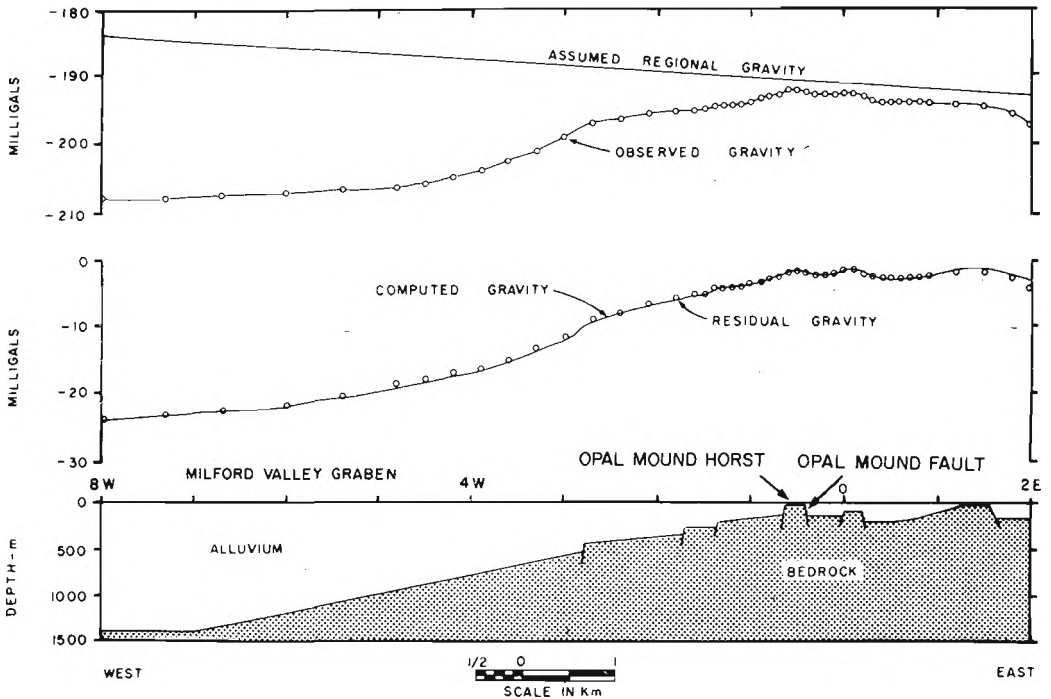 -180
-190
-200
-210
MILLIGALS
ASSUMED REGIONAL GRAVITY
OBSERVED GRAVITY
0
-10
-20
-30
MILLIGALS
COMPUTED GRAVITY
RESIDUAL GRAVITY
MILFORD VALLEY GRABEN
OPAL MOUND HORST
OPAL MOUND FAULT
8W
4W
0
2E
0
500
1000
1500
DEPTH-m
ALLUVIUM
BEDROCK
WEST
EAST
1/2 0 1
SCALE IN Km